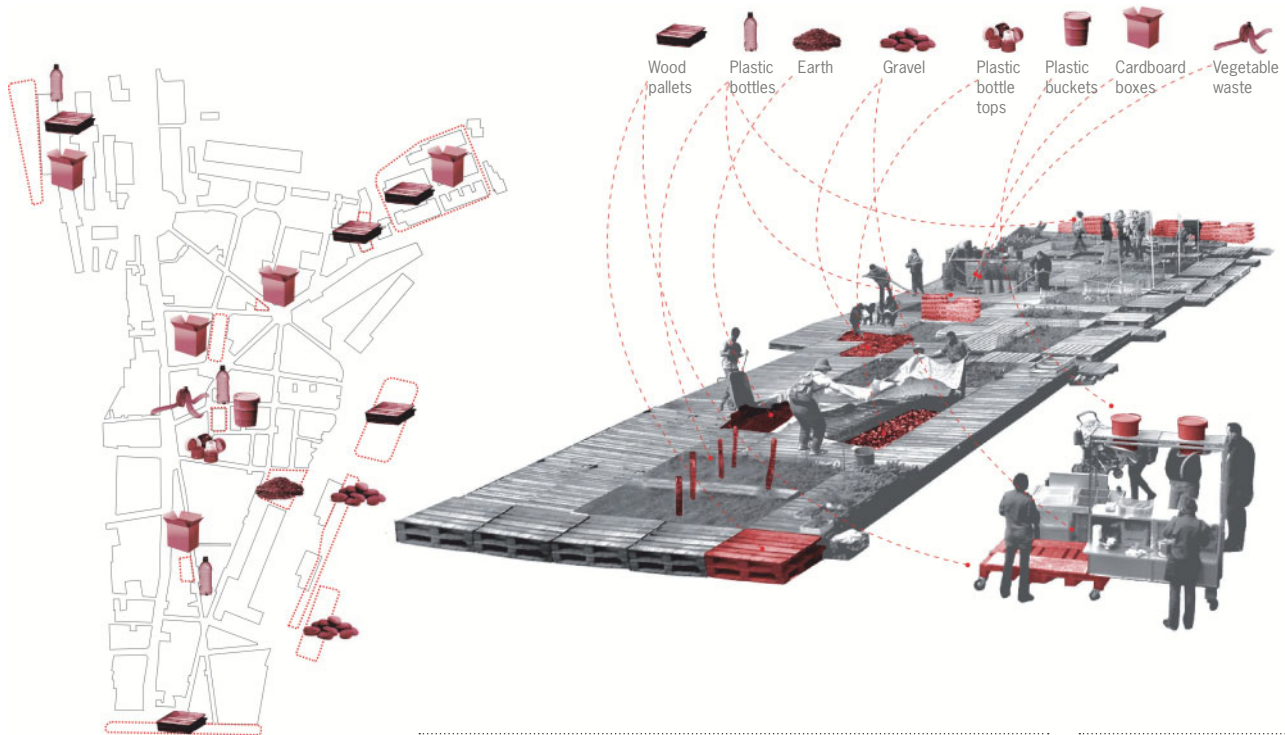 Wood
pallets
Plastic
bottles
Earth
Gravel
Plastic
bottle
tops
Plastic
buckets
Cardboard
boxes
Vegetable
waste